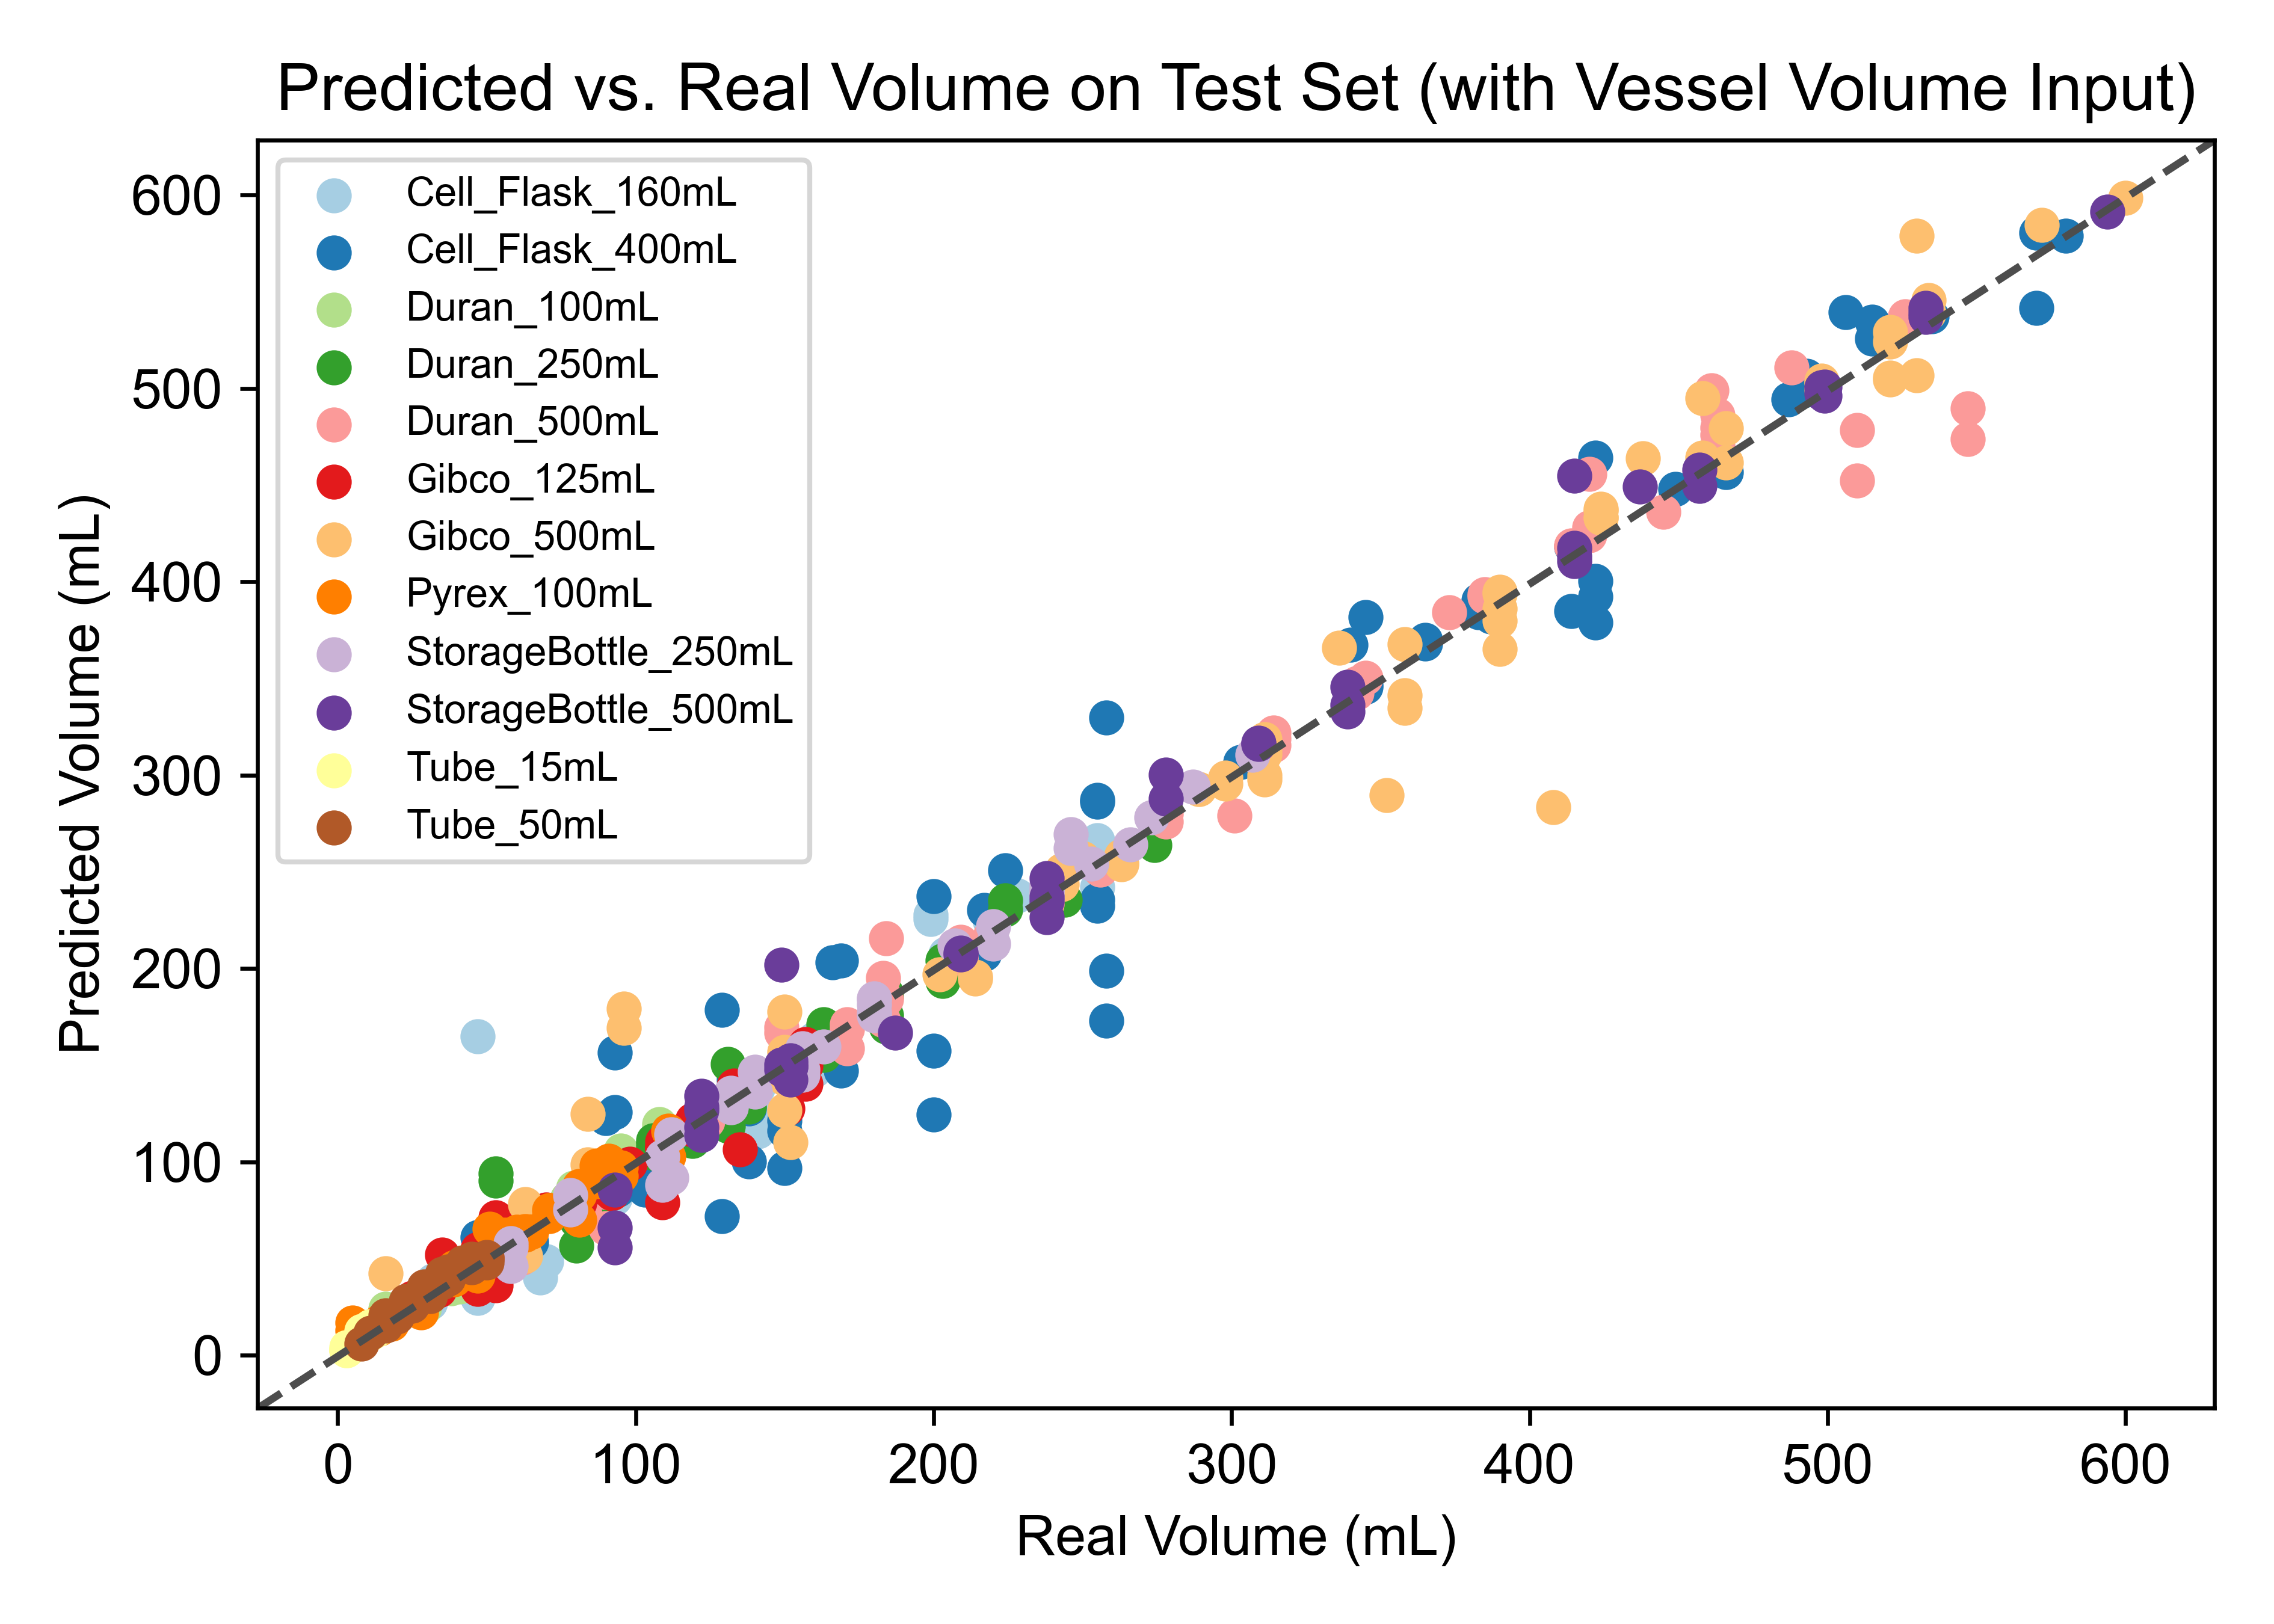 Predicted vs. Real Volume on Test Set (with Vessel Volume Input)
Cell_Flask_160mL
Cell_Flask_400mL
Duran_100mL
Duran_250mL
Duran_500mL
Gibco_125mL
Gibco_500mL
Pyrex_100mL
StorageBottle_250mL
StorageBottle_500mL
Tube_15mL
Tube_50mL
Predicted Volume (mL)
600
500
400
300
200
100
0
0 100 200 300 400 500 600
Real Volume (mL)